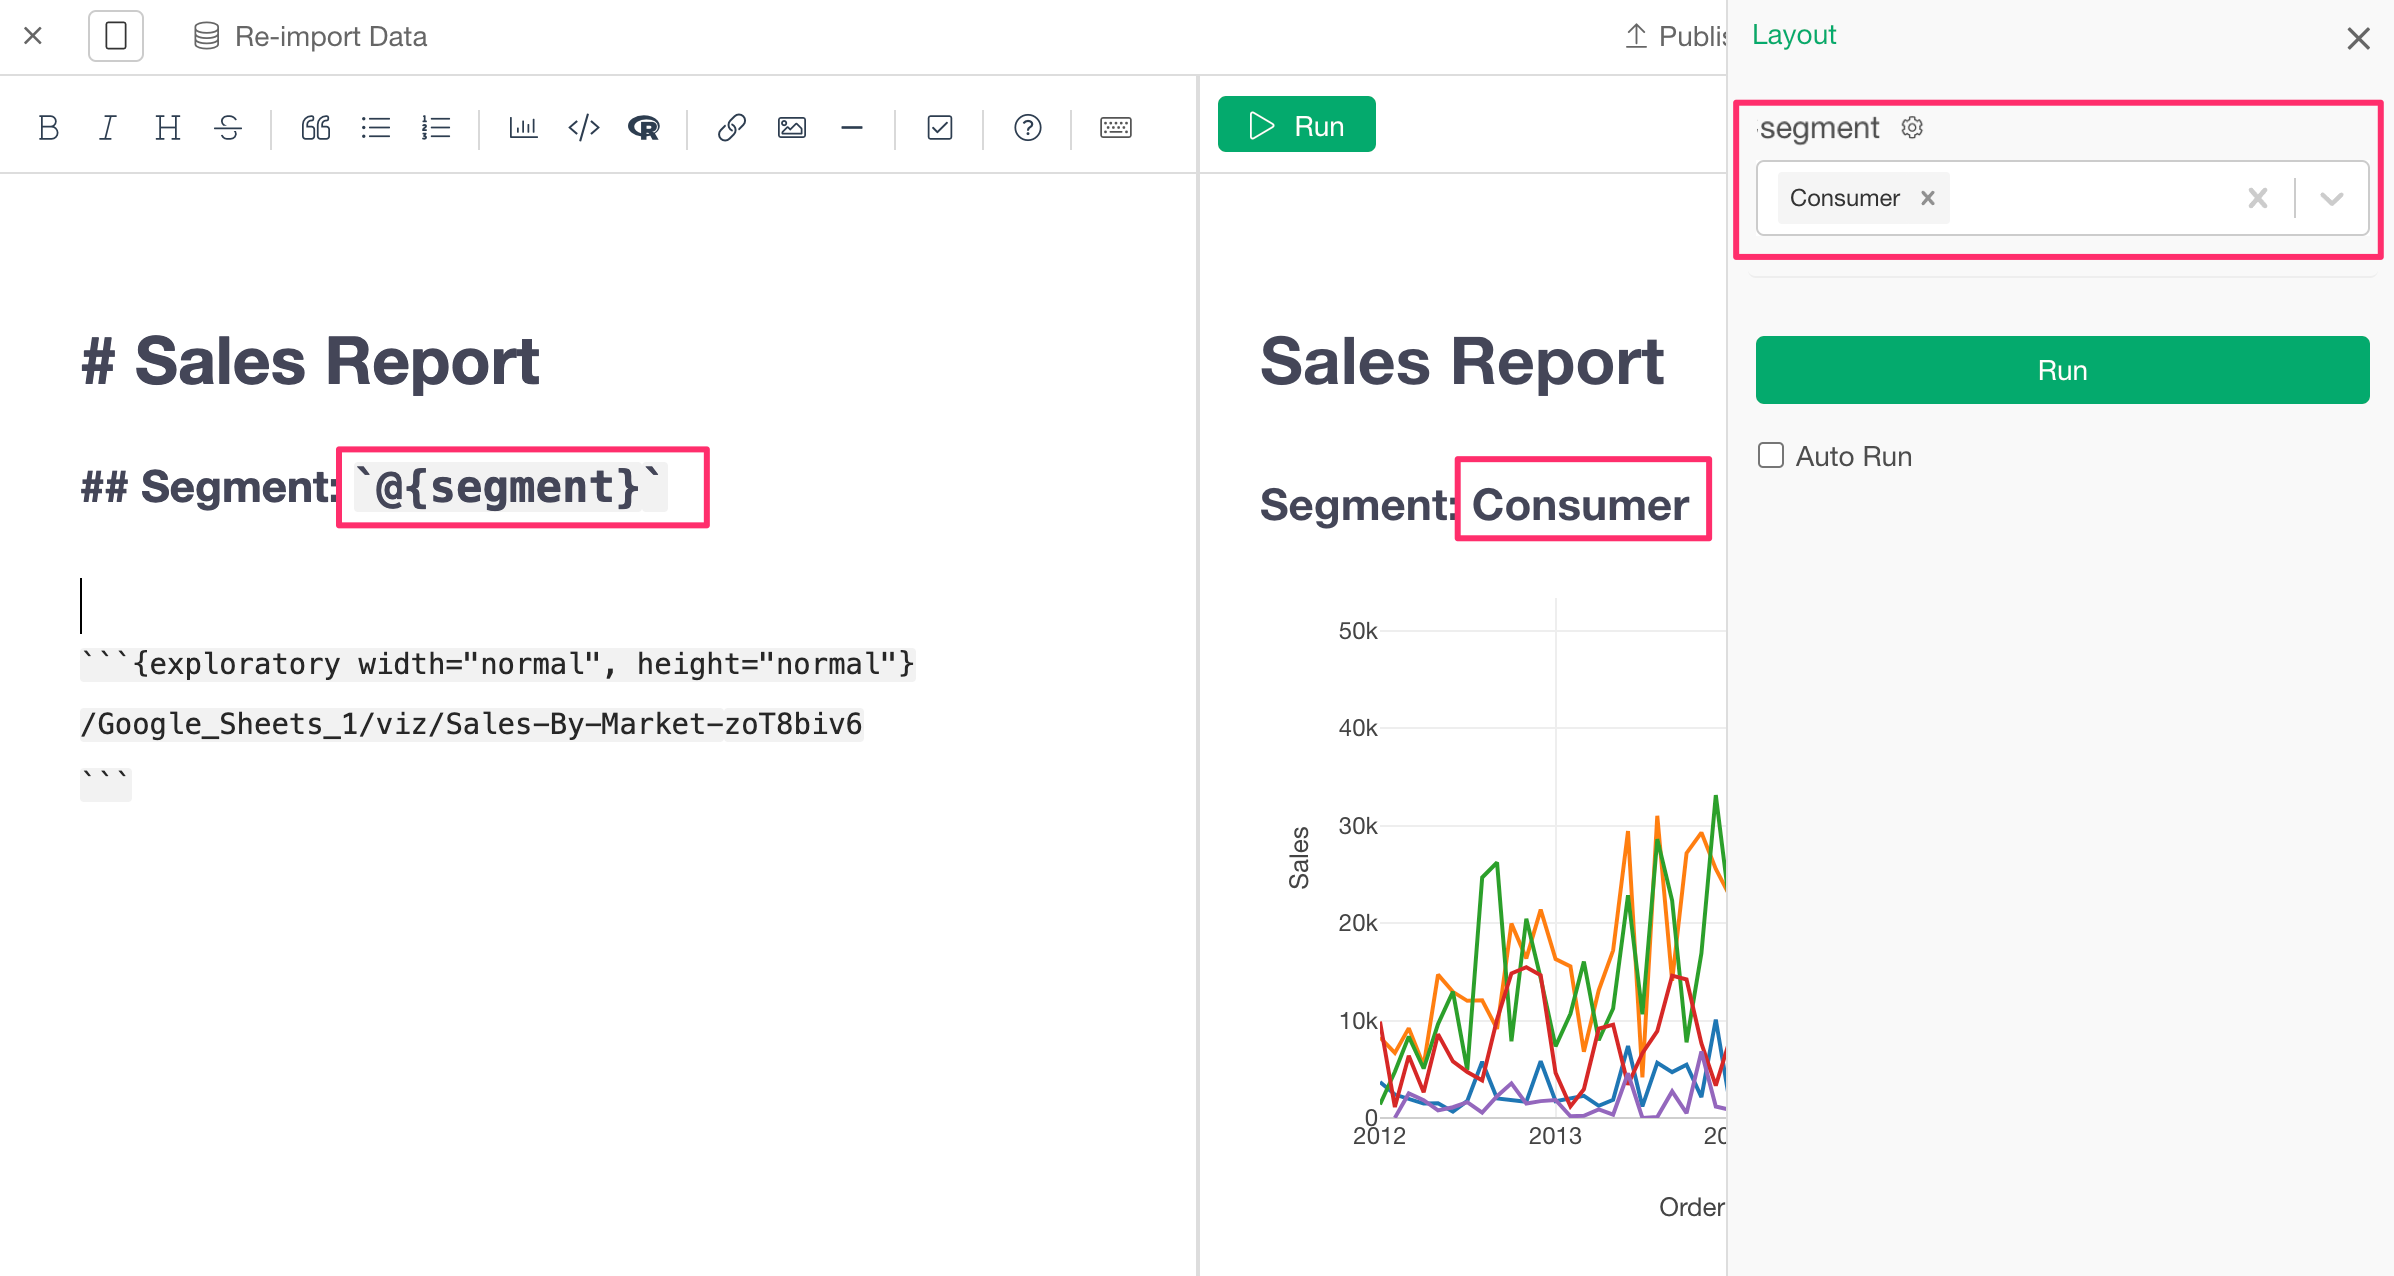 Re-import Data
Publis
Layout
segment
Consumer
Run
Auto Run
Run
# Sales Report
## Segment: `@{segment}`
```{exploratory width="normal", height="normal"}
/Google_Sheets_1/viz/Sales-By-Market-zoT8biv6
```
Sales Report
Segment: Consumer
50k
40k
30k
20k
10k
0
Sales
2012
2013
20
Order